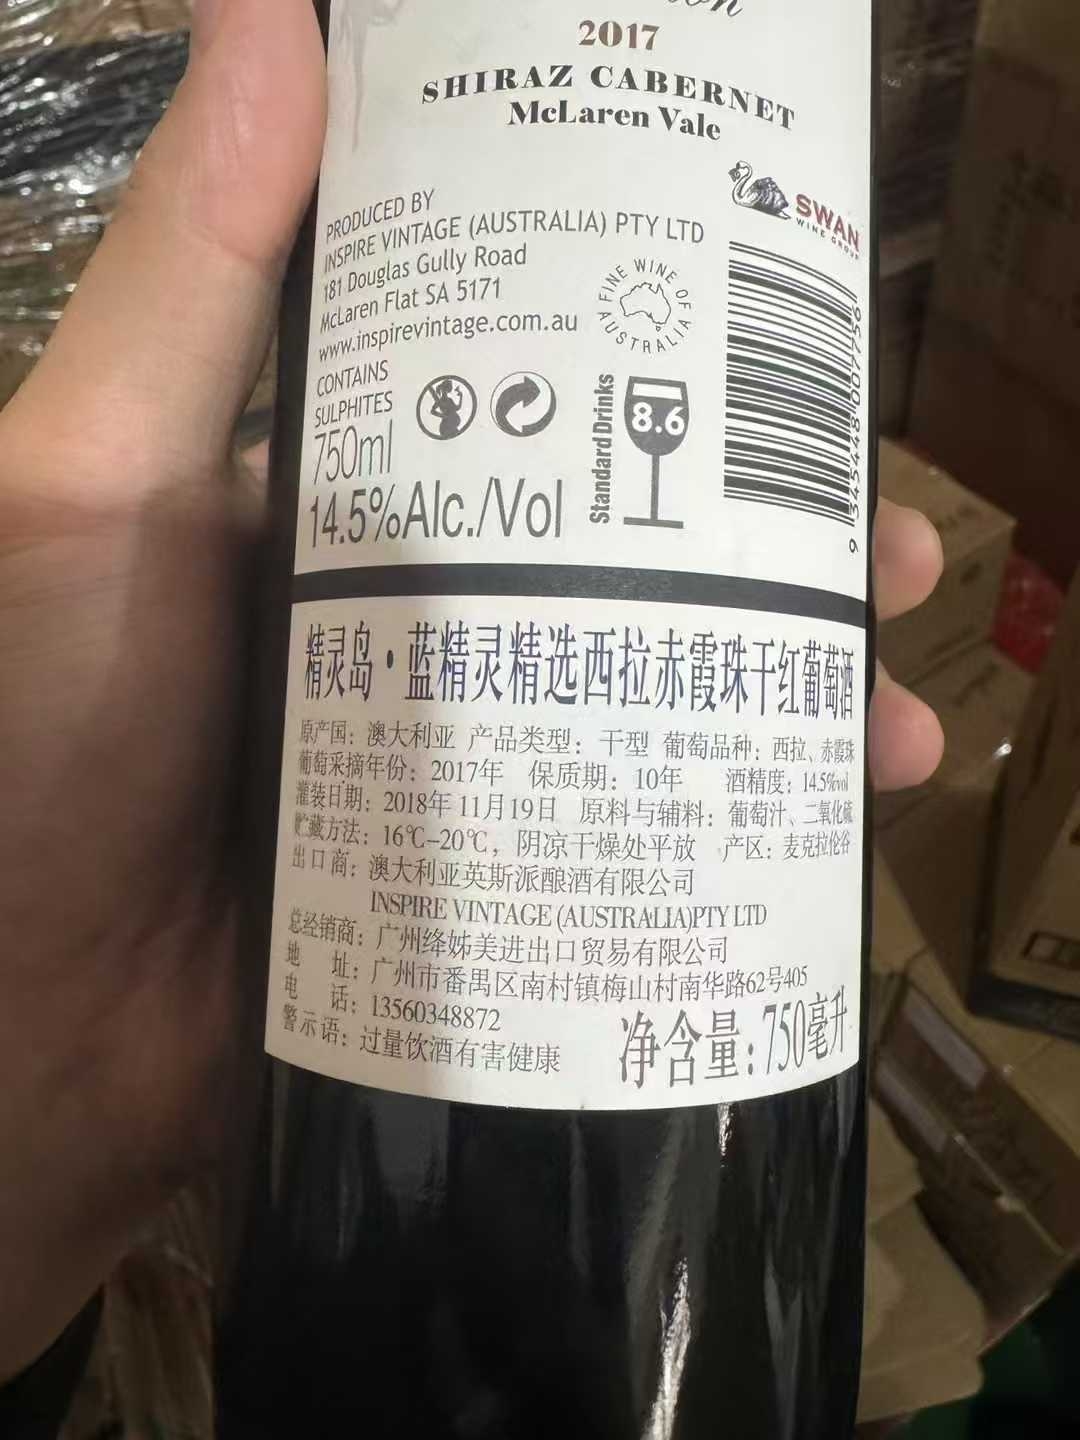 2017
SHIRAZ CABERNET
McLaren Vale
SWAN
WINE GROUP
PRODUCED BY
INSPIRE VINTAGE (AUSTRALIA) PTY LTD
181 Douglas Gully Road
McLaren Flat SA 5171
www.inspirevintage.com.au
FINE WINE OF AUSTRALIA
CONTAINS
SULPHITES
750ml
14.5%Alc./Vol
Standard Drinks
8.6
9 345448 007756
精灵岛·蓝精灵精选西拉赤霞珠干红葡萄酒
原产国：澳大利亚 产品类型：干型 葡萄品种：西拉、赤霞珠
葡萄采摘年份：2017年 保质期：10年 酒精度：14.5%vol
灌装日期：2018年11月19日 原料与辅料：葡萄汁、二氧化硫
贮藏方法：16℃-20℃，阴凉干燥处平放 产区：麦克拉伦谷
出口商：澳大利亚英斯派酿酒有限公司
INSPIRE VINTAGE (AUSTRALIA)PTY LTD
总经销商：广州绛姊美进出口贸易有限公司
地址：广州市番禺区南村镇梅山村南华路62号405
电话：13560348872
警示语：过量饮酒有害健康
净含量：750毫升